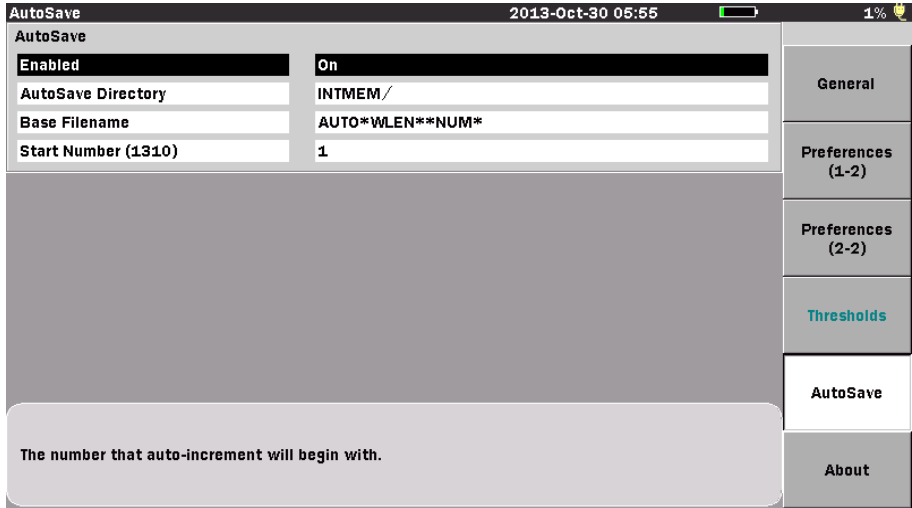 AutoSave 2013-Oct-30 05:55 1%
AutoSave
Enabled On
AutoSave Directory INTMEM/
Base Filename AUTO*WLEN**NUM*
Start Number (1310) 1
The number that auto-increment will begin with.
General
Preferences
(1-2)
Preferences
(2-2)
Thresholds
AutoSave
About